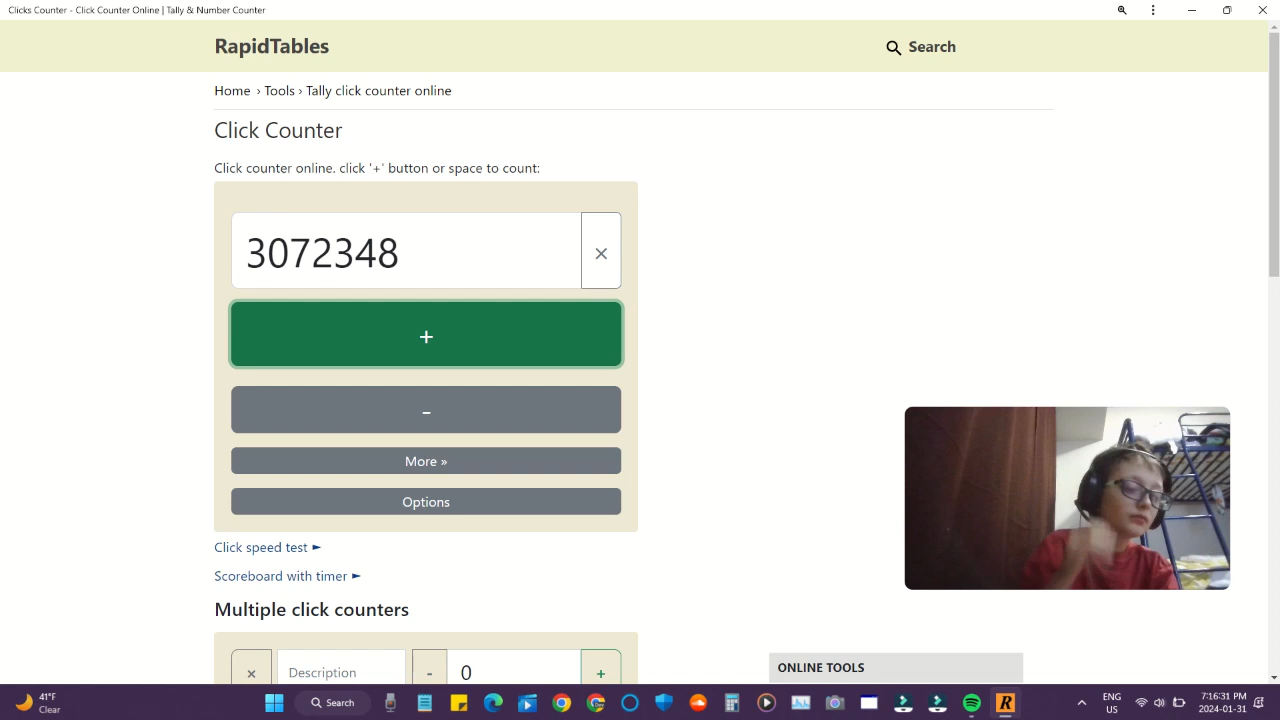 Clicks Counter - Click Counter Online | Tally & Number Counter
RapidTables
Search
Home › Tools › Tally click counter online
Click Counter
Click counter online. click '+' button or space to count:
3072348
×
+
-
More »
Options
Click speed test ►
Scoreboard with timer ►
Multiple click counters
×
Description
-
0
+
ONLINE TOOLS
41°F
Clear
Search
ENG
US
7:16:31 PM
2024-01-31